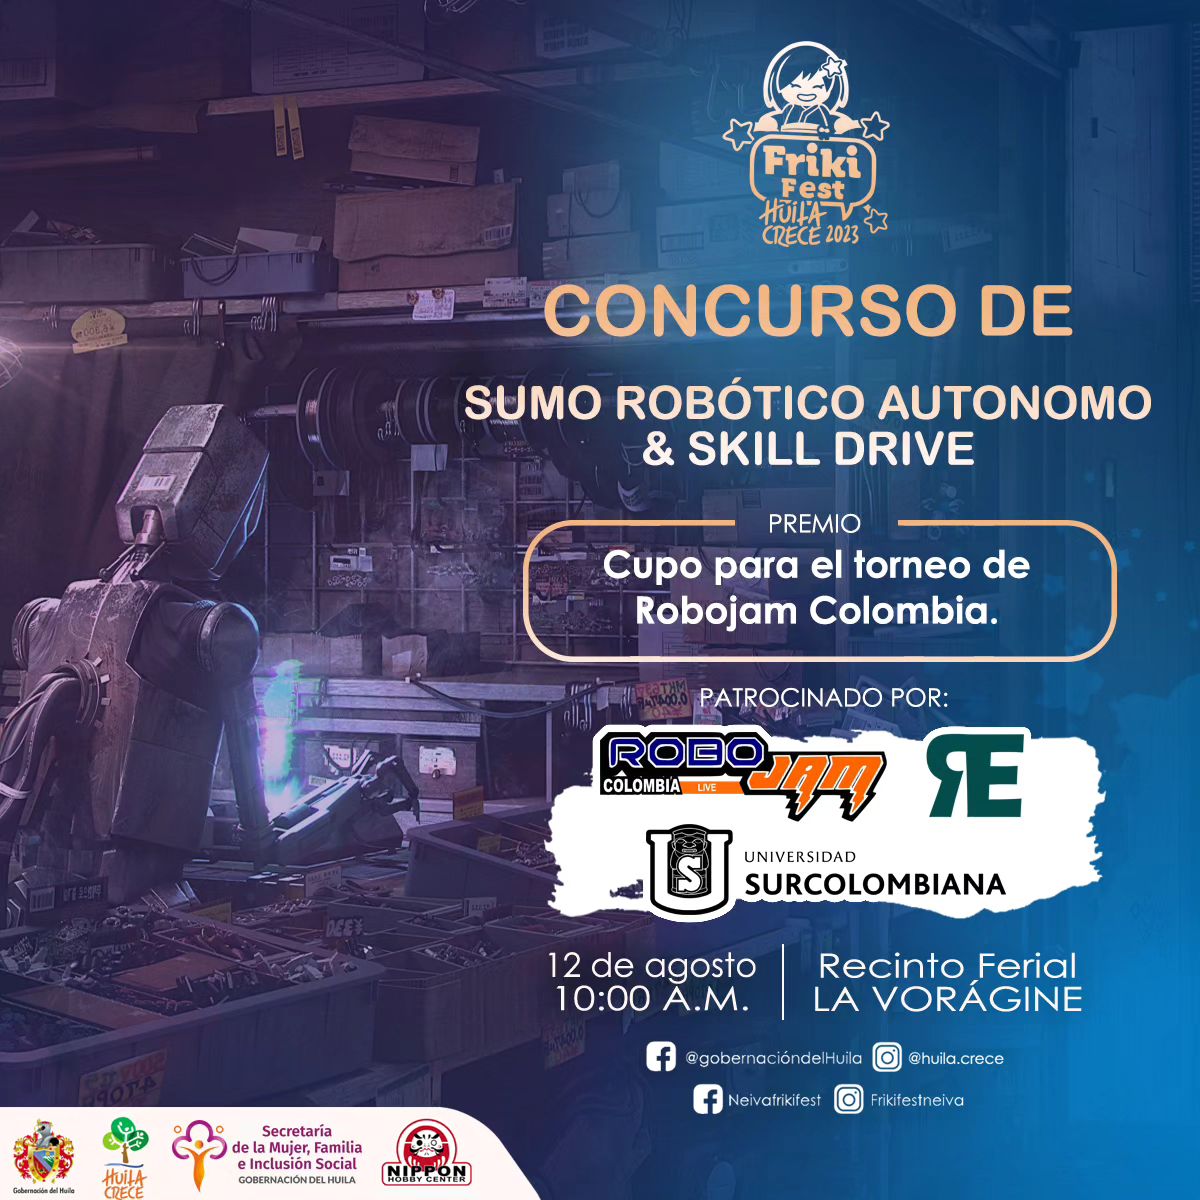 Friki
Fest
HUILA
CRECE 2023
CONCURSO DE
SUMO ROBÓTICO AUTONOMO
& SKILL DRIVE
PREMIO
Cupo para el torneo de
Robojam Colombia.
PATROCINADO POR:
ROBO
JAM
COLOMBIA
LIVE
RE
U
S
UNIVERSIDAD
SURCOLOMBIANA
12 de agosto
10:00 A.M.
Recinto Ferial
LA VORÁGINE
@gobernacióndelHuila
@huila.crece
Neivafrikifest
Frikifestneiva
Gobernación del Huila
HUILA
CRECE
Secretaría
de la Mujer, Familia
e Inclusión Social
GOBERNACIÓN DEL HUILA
NIPPON
HOBBY CENTER